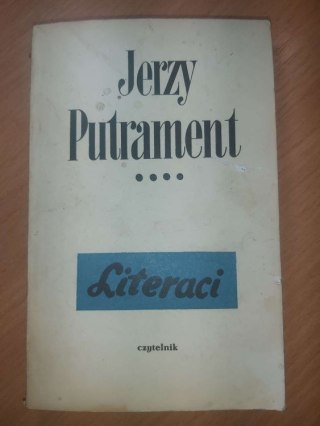 Jerzy
Putrament
••••
Literaci
czytelnik